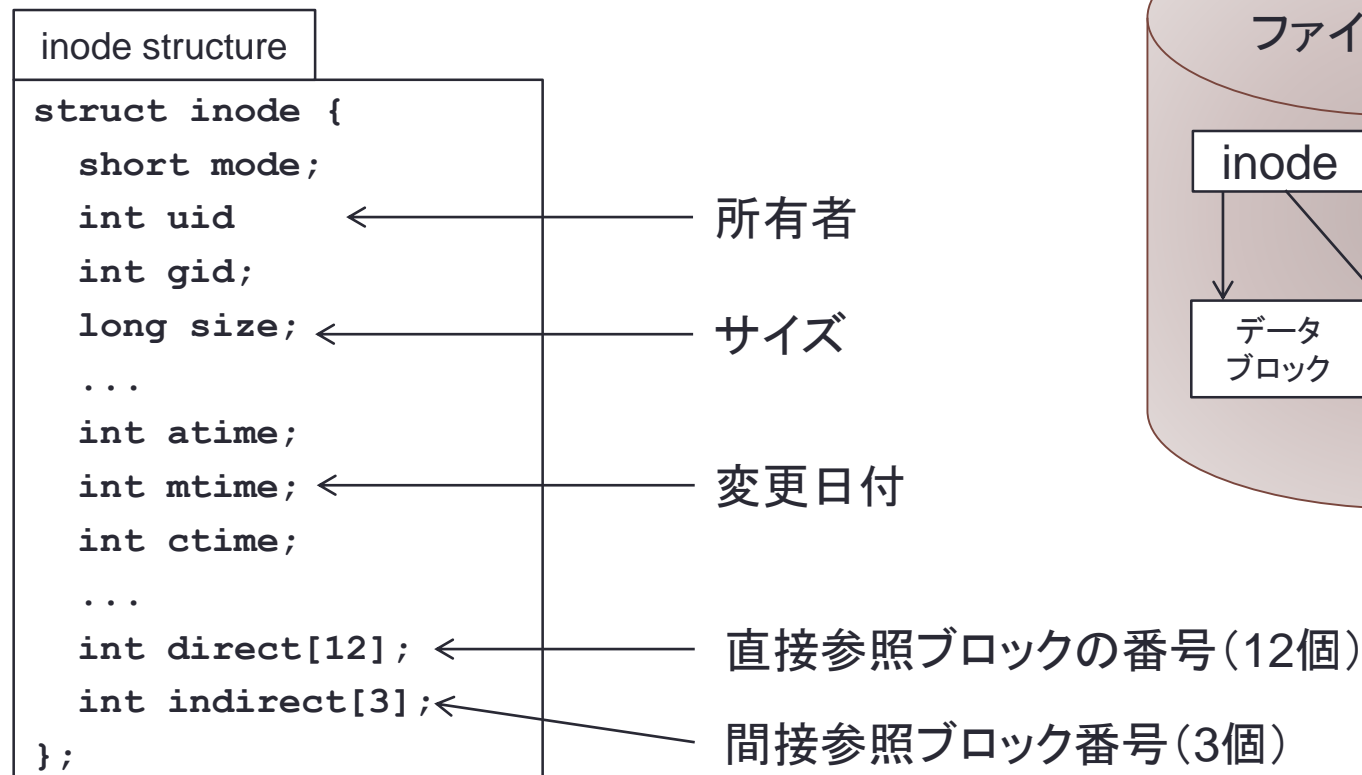 inode structure
struct inode {
short mode;
int uid
int gid;
long size;
...
int atime;
int mtime;
int ctime;
...
int direct[12];
int indirect[3];
};
所有者
サイズ
変更日付
直接参照ブロックの番号(12個)
間接参照ブロック番号(3個)
ファイ
inode
データ
ブロック